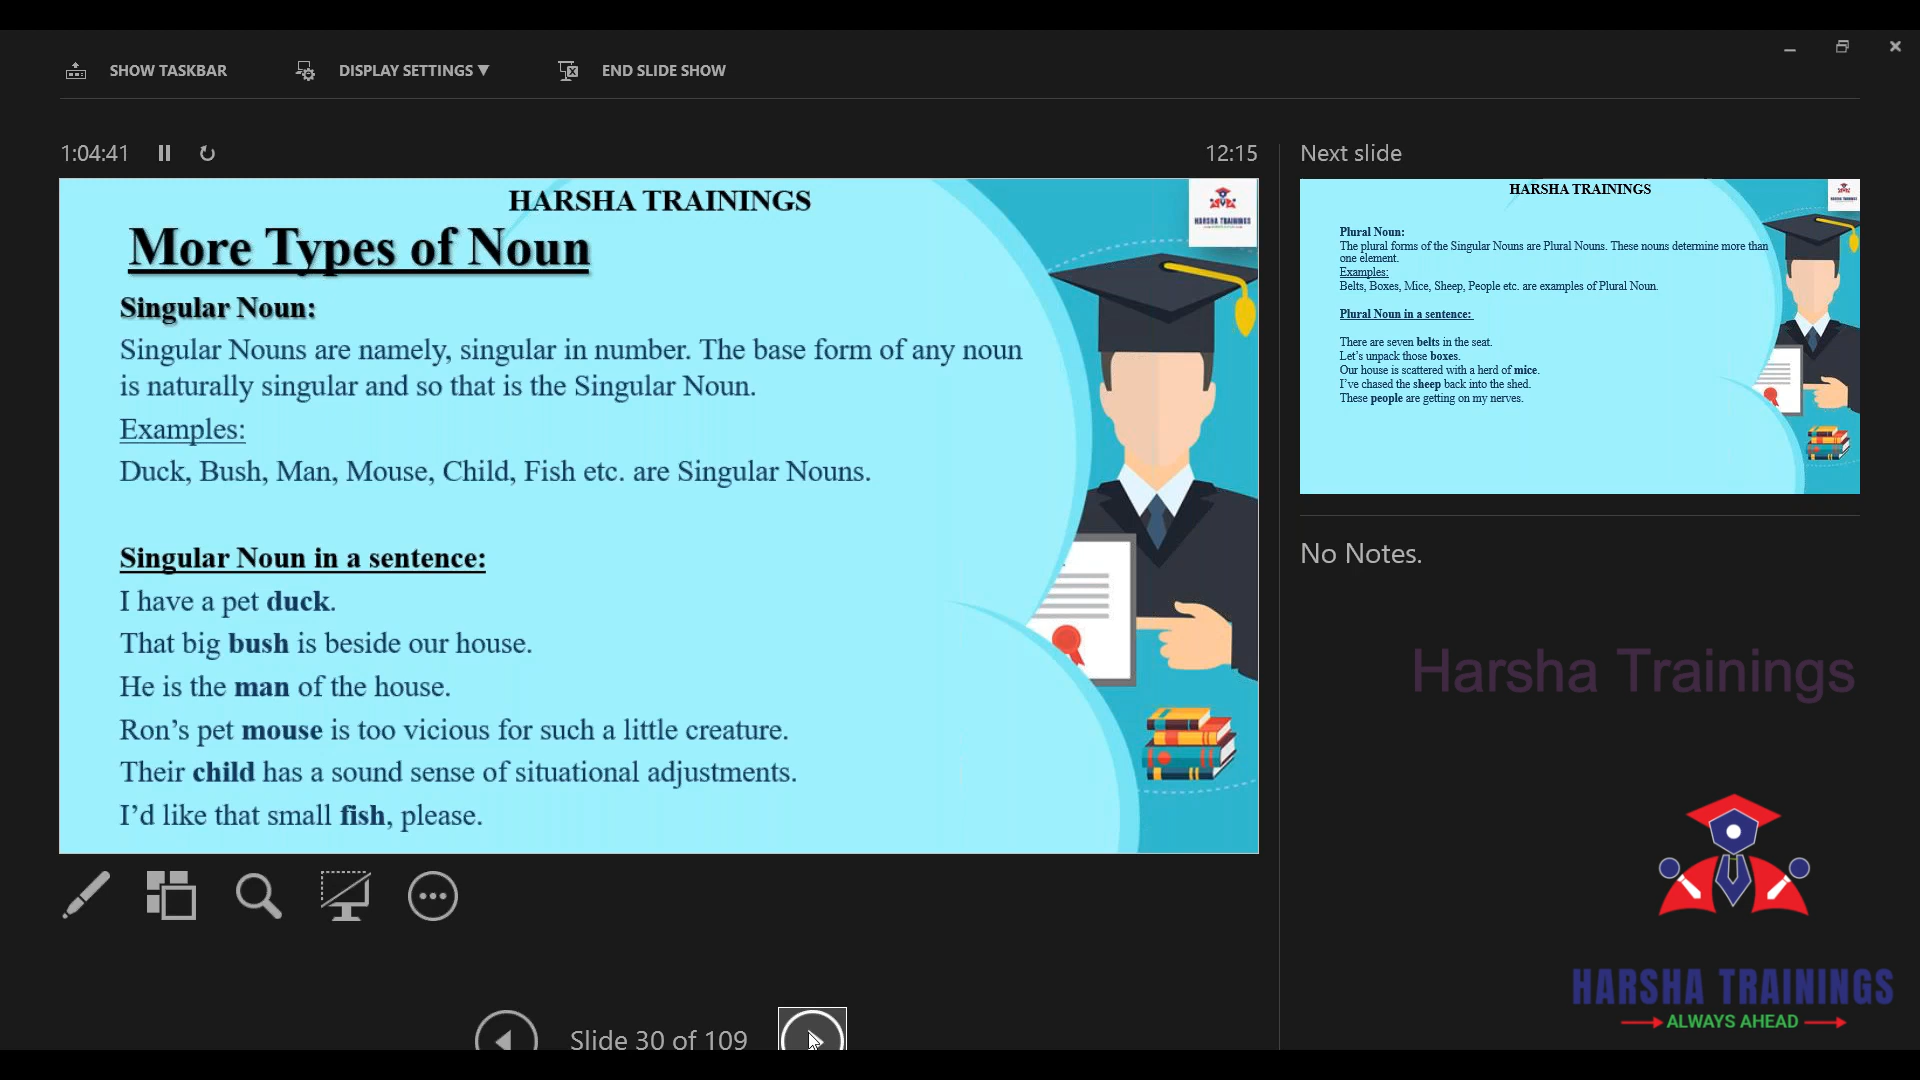 SHOW TASKBAR
DISPLAY SETTINGS ▼
END SLIDE SHOW
1:04:41
12:15
HARSHA TRAININGS
HARSHA TRAININGS
More Types of Noun
Singular Noun:
Singular Nouns are namely, singular in number. The base form of any noun
is naturally singular and so that is the Singular Noun.
Examples:
Duck, Bush, Man, Mouse, Child, Fish etc. are Singular Nouns.
Singular Noun in a sentence:
I have a pet duck.
That big bush is beside our house.
He is the man of the house.
Ron’s pet mouse is too vicious for such a little creature.
Their child has a sound sense of situational adjustments.
I’d like that small fish, please.
Slide 30 of 109
Next slide
HARSHA TRAININGS
HARSHA TRAININGS
Plural Noun:
The plural forms of the Singular Nouns are Plural Nouns. These nouns determine more than
one element.
Examples:
Belts, Boxes, Mice, Sheep, People etc. are examples of Plural Noun.
Plural Noun in a sentence:
There are seven belts in the seat.
Let’s unpack those boxes.
Our house is scattered with a herd of mice.
I’ve chased the sheep back into the shed.
These people are getting on my nerves.
No Notes.
Harsha Trainings
HARSHA TRAININGS
ALWAYS AHEAD